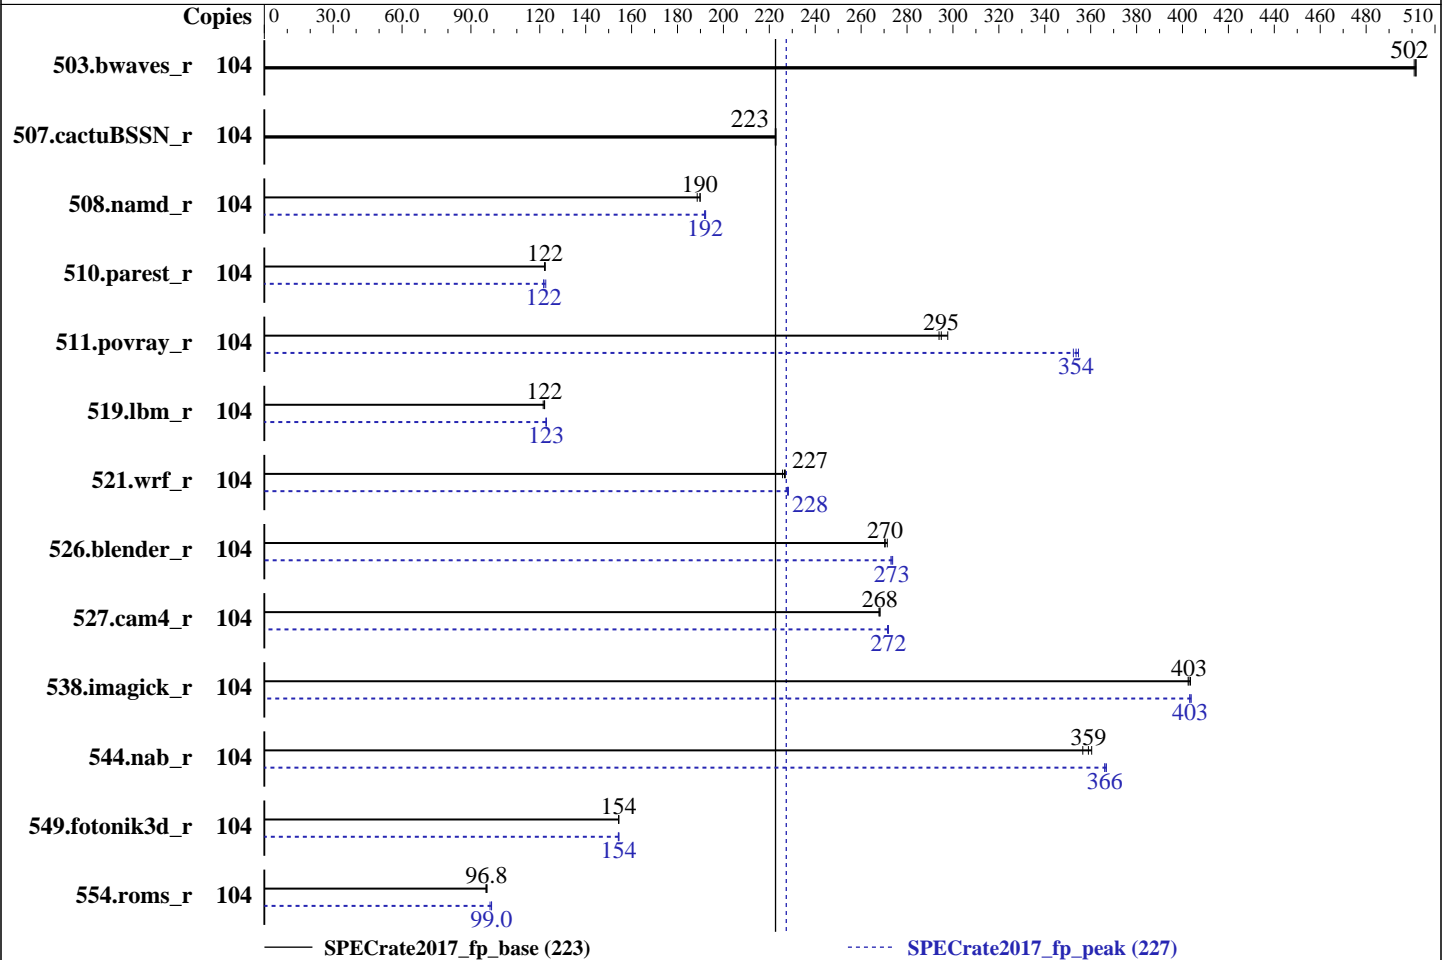 Copies 0 30.0 60.0 90.0 120 140 160 180 200 220 240 260 280 300 320 340 360 380 400 420 440 460 480 510
503.bwaves_r 104 502
507.cactuBSSN_r 104 223
508.namd_r 104 190
192
510.parest_r 104 122
122
511.povray_r 104 295
354
519.lbm_r 104 122
123
521.wrf_r 104 227
228
526.blender_r 104 270
273
527.cam4_r 104 268
272
538.imagick_r 104 403
403
544.nab_r 104 359
366
549.fotonik3d_r 104 154
154
554.roms_r 104 96.8
99.0
SPECrate2017_fp_base (223) SPECrate2017_fp_peak (227)